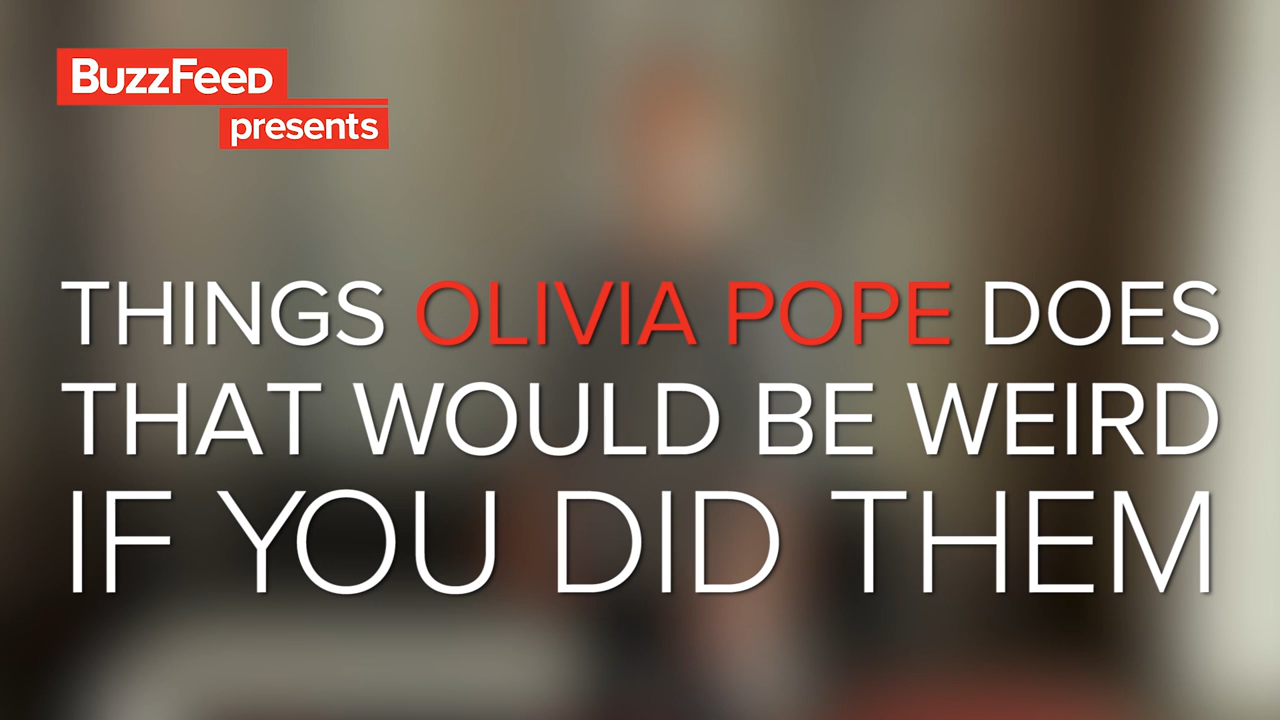 BUZZFEED
presents
THINGS OLIVIA POPE DOES
THAT WOULD BE WEIRD
IF YOU DID THEM